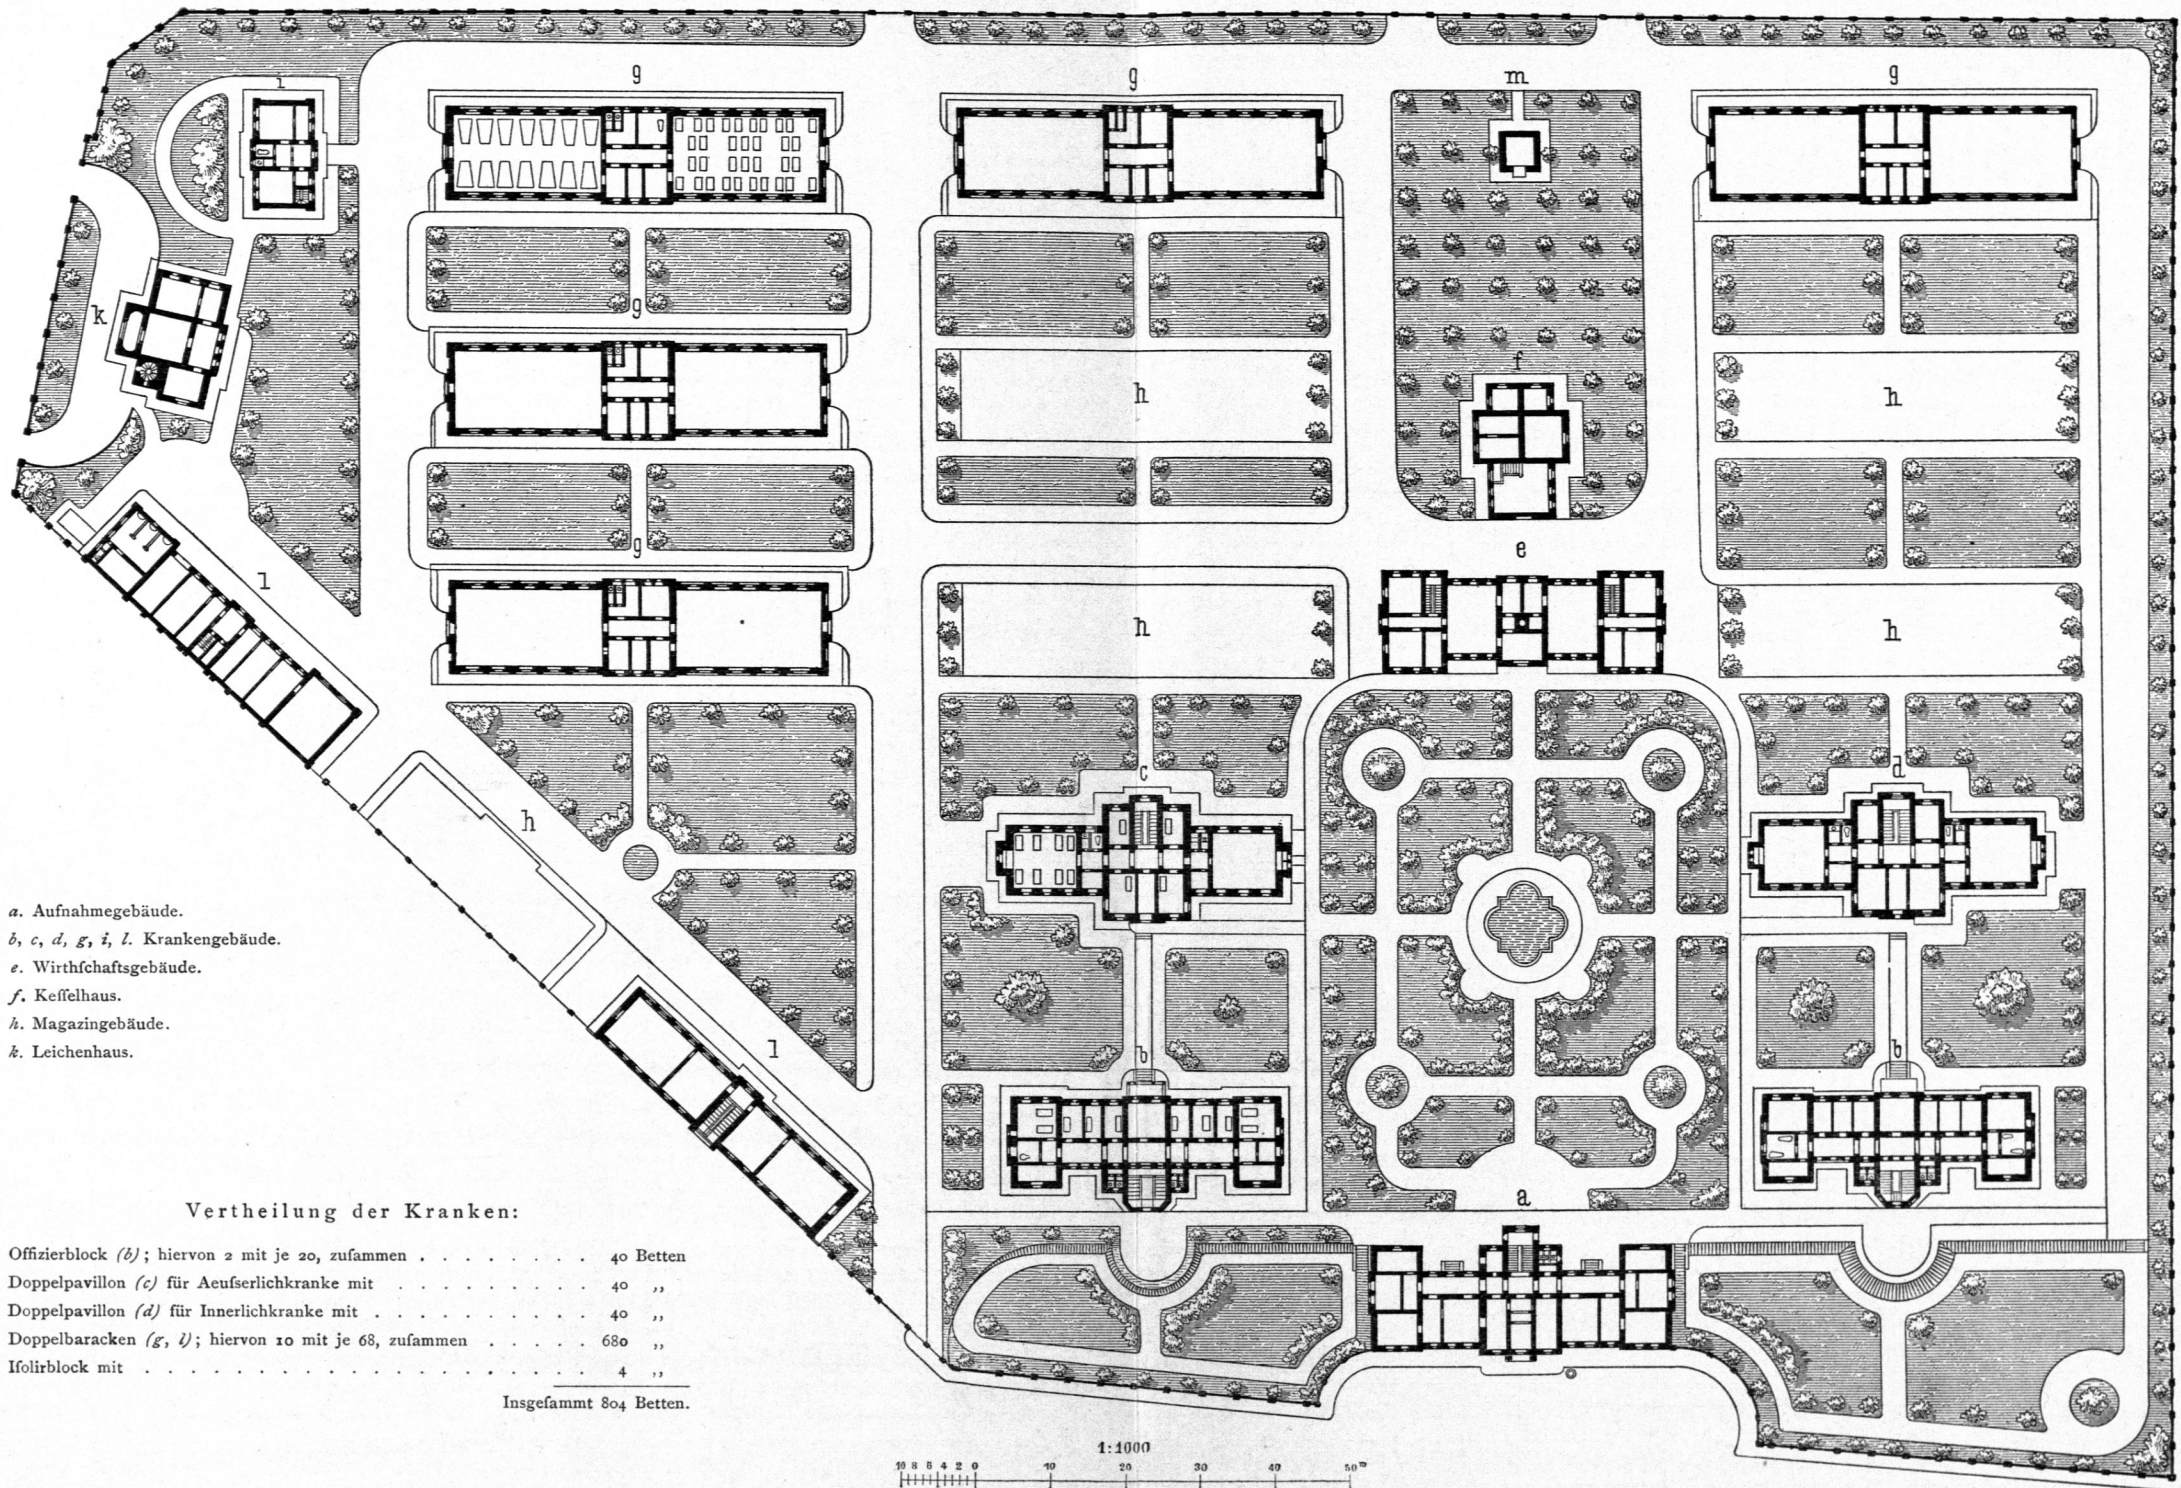 g
g
m
g
i
g
k
h
f
h
g
e
l
h
h
c
d
h
a. Aufnahmegebäude.
b, c, d, g, i, l. Krankengebäude.
e. Wirthſchaftsgebäude.
f. Keſſelhaus.
h. Magazingebäude.
k. Leichenhaus.
l
b
b
a
Vertheilung der Kranken:
Offizierblock (b); hiervon 2 mit je 20, zuſammen . . . . . . . . 40 Betten
Doppelpavillon (c) für Aeuſserlichkranke mit . . . . . . . . . 40 ,,
Doppelpavillon (d) für Innerlichkranke mit . . . . . . . . . . 40 ,,
Doppelbaracken (g, l); hiervon 10 mit je 68, zuſammen . . . . . 680 ,,
Iſolirblock mit . . . . . . . . . . . . . . . . . . . . 4 ,,
Insgeſammt 804 Betten.
1:1000
10 8 6 4 2 0 10 20 30 40 50 m